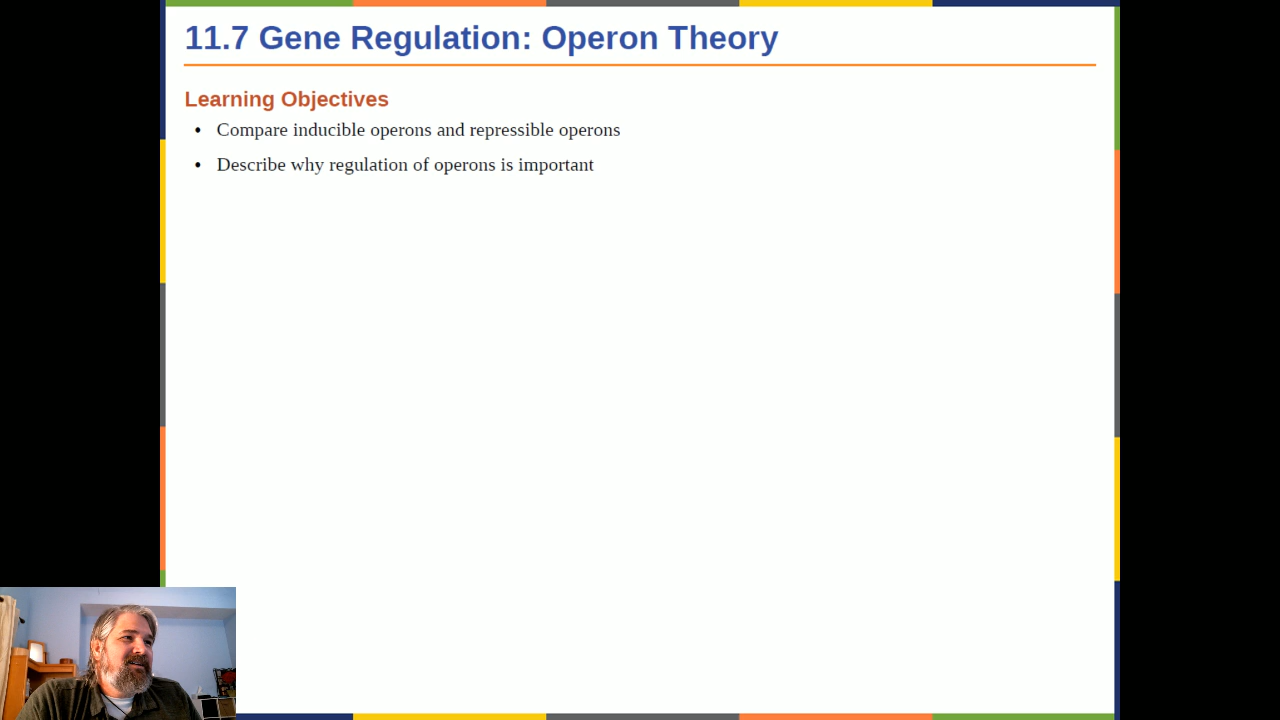 11.7 Gene Regulation: Operon Theory
Learning Objectives
• Compare inducible operons and repressible operons
• Describe why regulation of operons is important